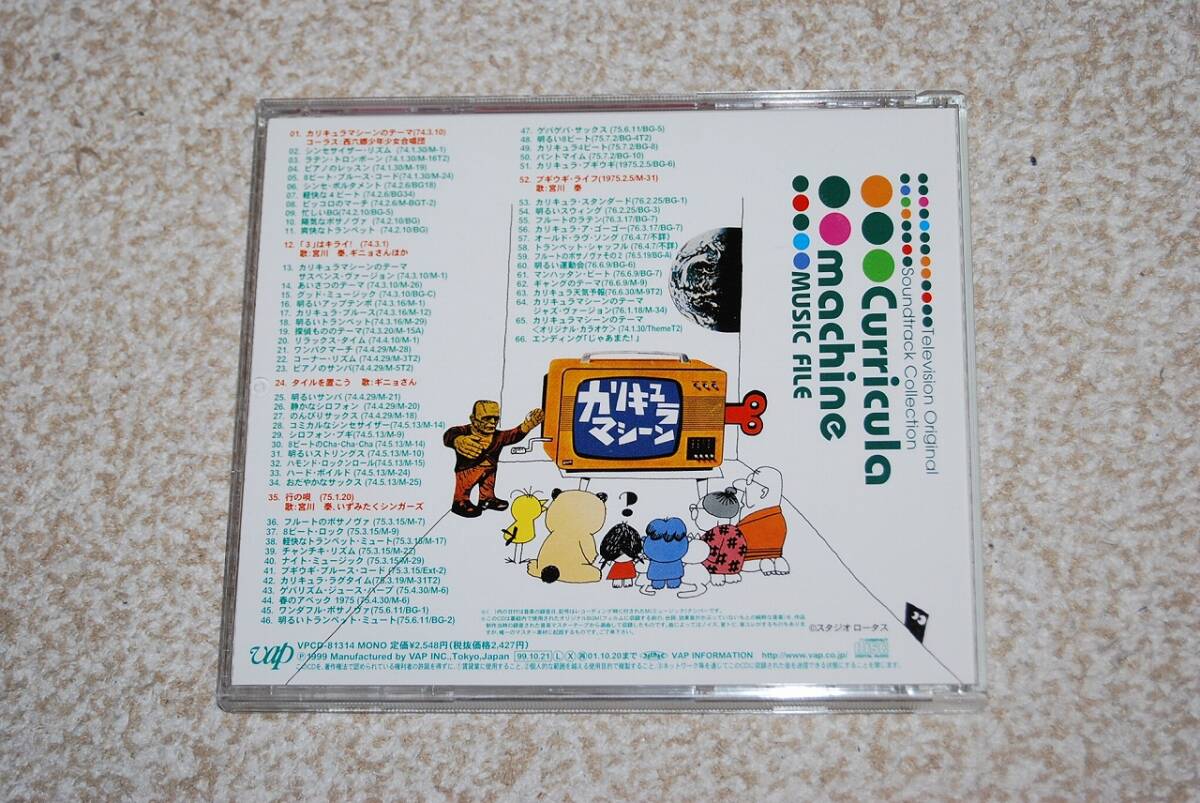 01. カリキュラマシーンのテーマ(74.3.10)
コーラス:西六郷少年少女合唱団
02. シンセサイザー・リズム (74.1.30/M-1)
03. ラテン・トロンボーン (74.1.30/M-16T2)
04. ピアノのレッスン (74.1.30/M-19)
05. 8ビート・ブルース・コード(74.1.30/M-24)
06. シンセ・ポルタメント (74.2.6/BG18)
07. 軽快な4ビート (74.2.6/BG34)
08. ピッコロのマーチ (74.2.6/M-BGT-2)
09. 忙しいBG(74.2.10/BG-5)
10. 陽気なボサノヴァ (74.2.10/BG)
11. 爽快なトランペット (74.2.10/BG)
12. 「3」はキライ! (74.3.1)
歌:宮川 泰、ギニョさんほか
13. カリキュラマシーンのテーマ
サスペンス・ヴァージョン (74.3.10/M-1)
14. あいさつのテーマ (74.3.10/M-26)
15. グッド・ミュージック (74.3.10/BG-C)
16. 明るいアップテンポ (74.3.16/M-1)
17. カリキュラ・ブルース (74.3.16/M-12)
18. 明るいトランペット (74.3.16/M-29)
19. 探偵もののテーマ (74.3.20/M-15A)
20. リラックス・タイム (74.4.10/M-1)
21. ワンパクマーチ (74.4.29/M-28)
22. コーナー・リズム (74.4.29/M-3T2)
23. ピアノのサンバ(74.4.29/M-5T2)
24. タイルを置こう 歌:ギニョさん
25. 明るいサンバ (74.4.29/M-21)
26. 静かなシロフォン (74.4.29/M-20)
27. のんびりサックス (74.4.29/M-18)
28. コミカルなシンセサイザー (74.5.13/M-14)
29. シロフォン・ブギ(74.5.13/M-9)
30. 8ビートのCha・Cha・Cha (74.5.13/M-14)
31. 明るいストリングス (74.5.13/M-10)
32. ハモンド・ロックンロール (74.5.13/M-15)
33. ハード・ボイルド (74.5.13/M-24)
34. おだやかなサックス (74.5.13/M-25)
35. 行の唄 (75.1.20)
歌:宮川 泰、いずみたくシンガーズ
36. フルートのボサノヴァ (75.3.15/M-7)
37. 8ビート・ロック (75.3.15/M-9)
38. 軽快なトランペット・ミュート(75.3.15/M-17)
39. チャンチキ・リズム (75.3.15/M-22)
40. ナイト・ミュージック (75.3.15/M-29)
41. ブギウギ・ブルース・コード (75.3.15/Ext-2)
42. カリキュラ・ラグタイム (75.3.19/M-31T2)
43. ゲバリズム・ジュース・ハープ (75.4.30/M-6)
44. 春のアベック 1975 (75.4.30/M-6)
45. ワンダフル・ボサノヴァ (75.6.11/BG-1)
46. 明るいトランペット・ミュート(75.6.11/BG-2)
47. ゲバゲバ・サックス (75.6.11/BG-5)
48. 明るい8ビート (75.7.2/BG-4T2)
49. カリキュラ4ビート (75.7.2/BG-8)
50. パントマイム (75.7.2/BG-10)
51. カリキュラ・ブギウギ(1975.2.5/BG-6)
52. ブギウギ・ライフ(1975.2.5/M-31)
歌:宮川 泰
53. カリキュラ・スタンダード (76.2.25/BG-1)
54. 明るいスウィング (76.2.25/BG-3)
55. フルートのラテン (76.3.17/BG-7)
56. カリキュラ・ア・ゴーゴー (76.3.17/BG-7)
57. オールド・ラヴ・ソング (76.4.7/不詳)
58. トランペット・シャッフル (76.4.7/不詳)
59. フルートのボサノヴァその2 (76.5.19/BG-A)
60. 明るい運動会(76.6.9/BG-6)
61. マンハッタン・ビート (76.6.9/BG-7)
62. ギャングのテーマ (76.6.9/M-9)
63. カリキュラ天気予報(76.6.30/M-9T2)
64. カリキュラマシーンのテーマ
ジャズ・ヴァージョン (76.1.18/M-34)
65. カリキュラマシーンのテーマ
<オリジナル・カラオケ> (74.1.30/ThemeT2)
66. エンディング「じゃあまた!」
カリキュラ
マシーン
?
Television Original
Soundtrack Collection
Curricula
machine
MUSIC FILE
©スタジオ ロータス
vap
VPCD-81314 MONO 定価¥2,548(税抜価格2,427円)
Ⓟ1999 Manufactured by VAP INC.,Tokyo,Japan 99.10.21 L X 再 01.10.20まで VAP INFORMATION http://www.vap.co.jp/